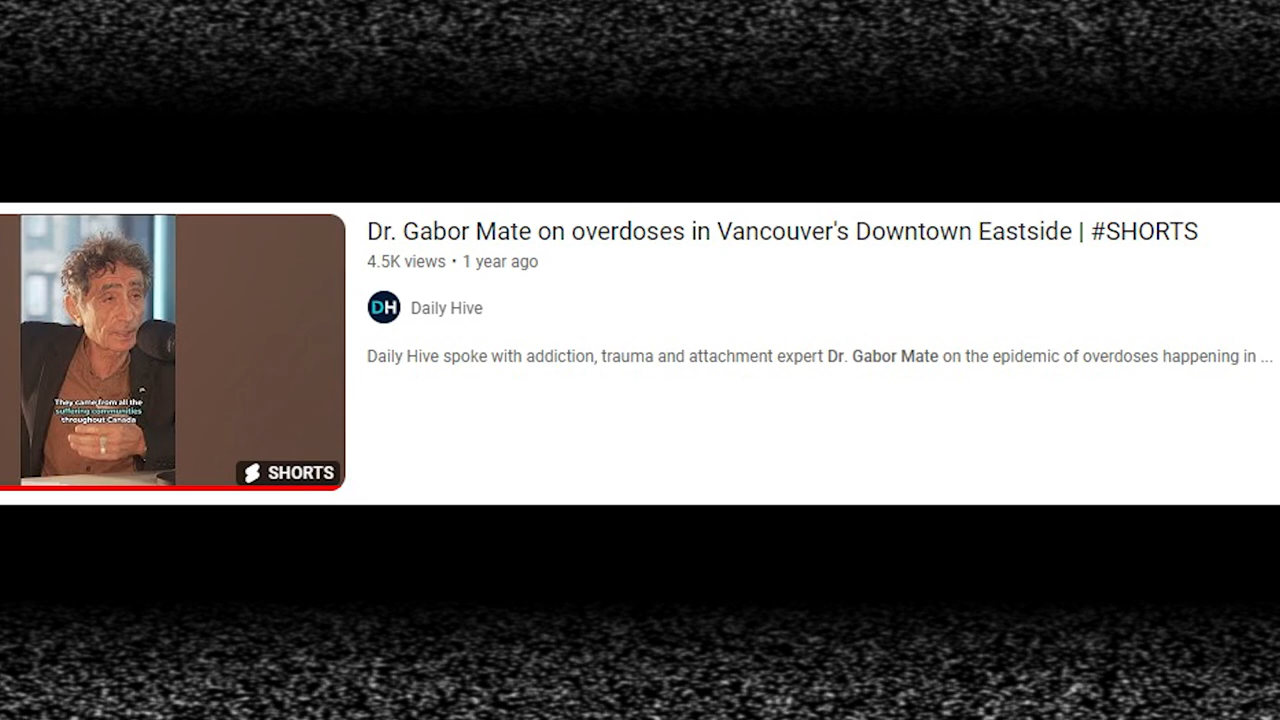 Dr. Gabor Mate on overdoses in Vancouver's Downtown Eastside | #SHORTS
4.5K views • 1 year ago
DH Daily Hive
Daily Hive spoke with addiction, trauma and attachment expert Dr. Gabor Mate on the epidemic of overdoses happening in ...
They came from all the
suffering communities
throughout Canada
SHORTS